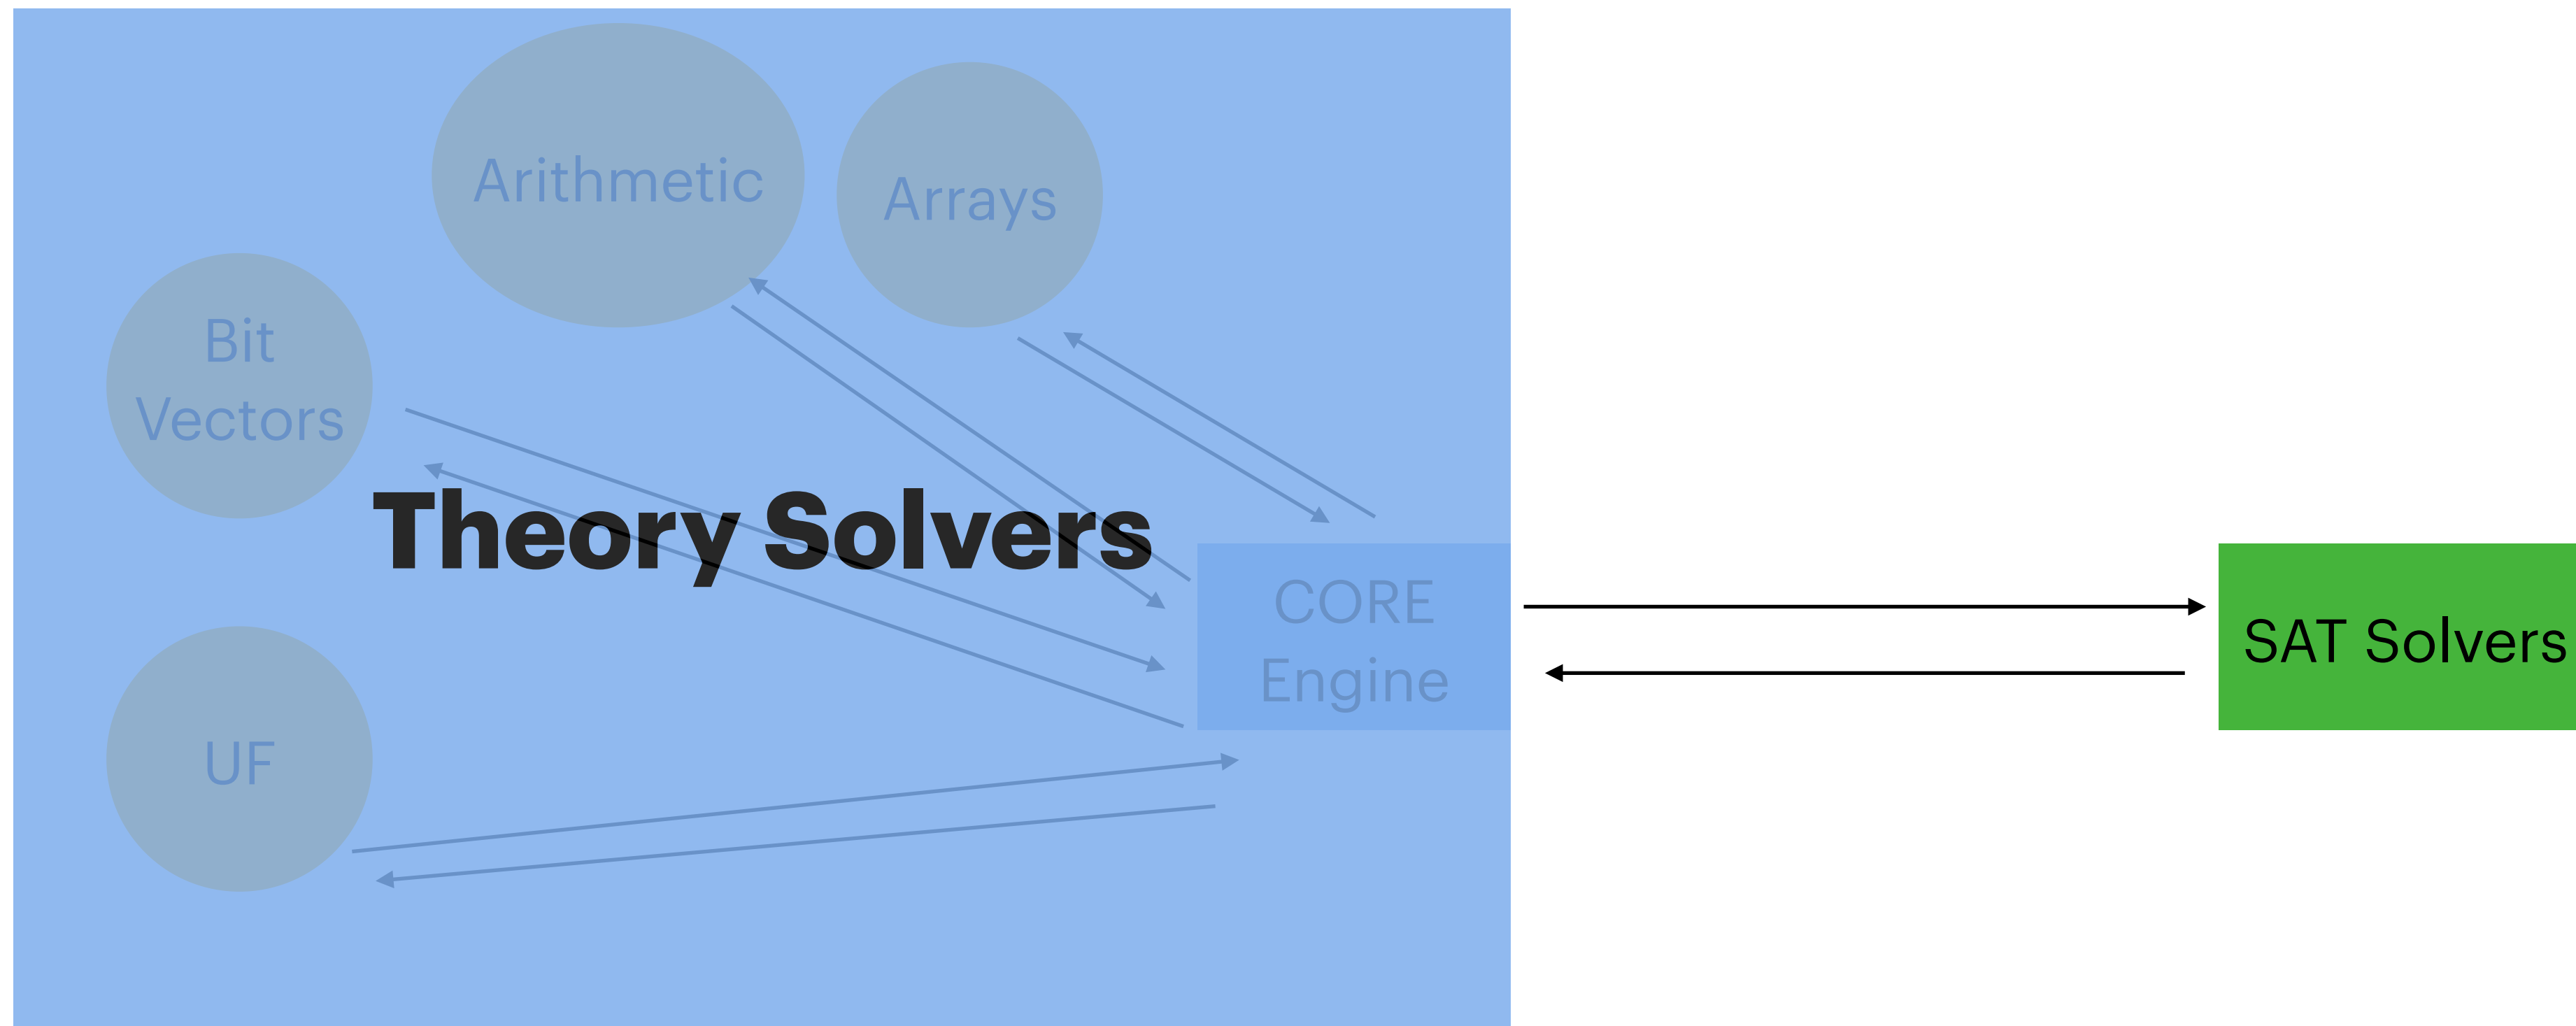 Arithmetic
Arrays
Bit
Vectors
Theory Solvers
CORE
Engine
SAT Solvers
UF